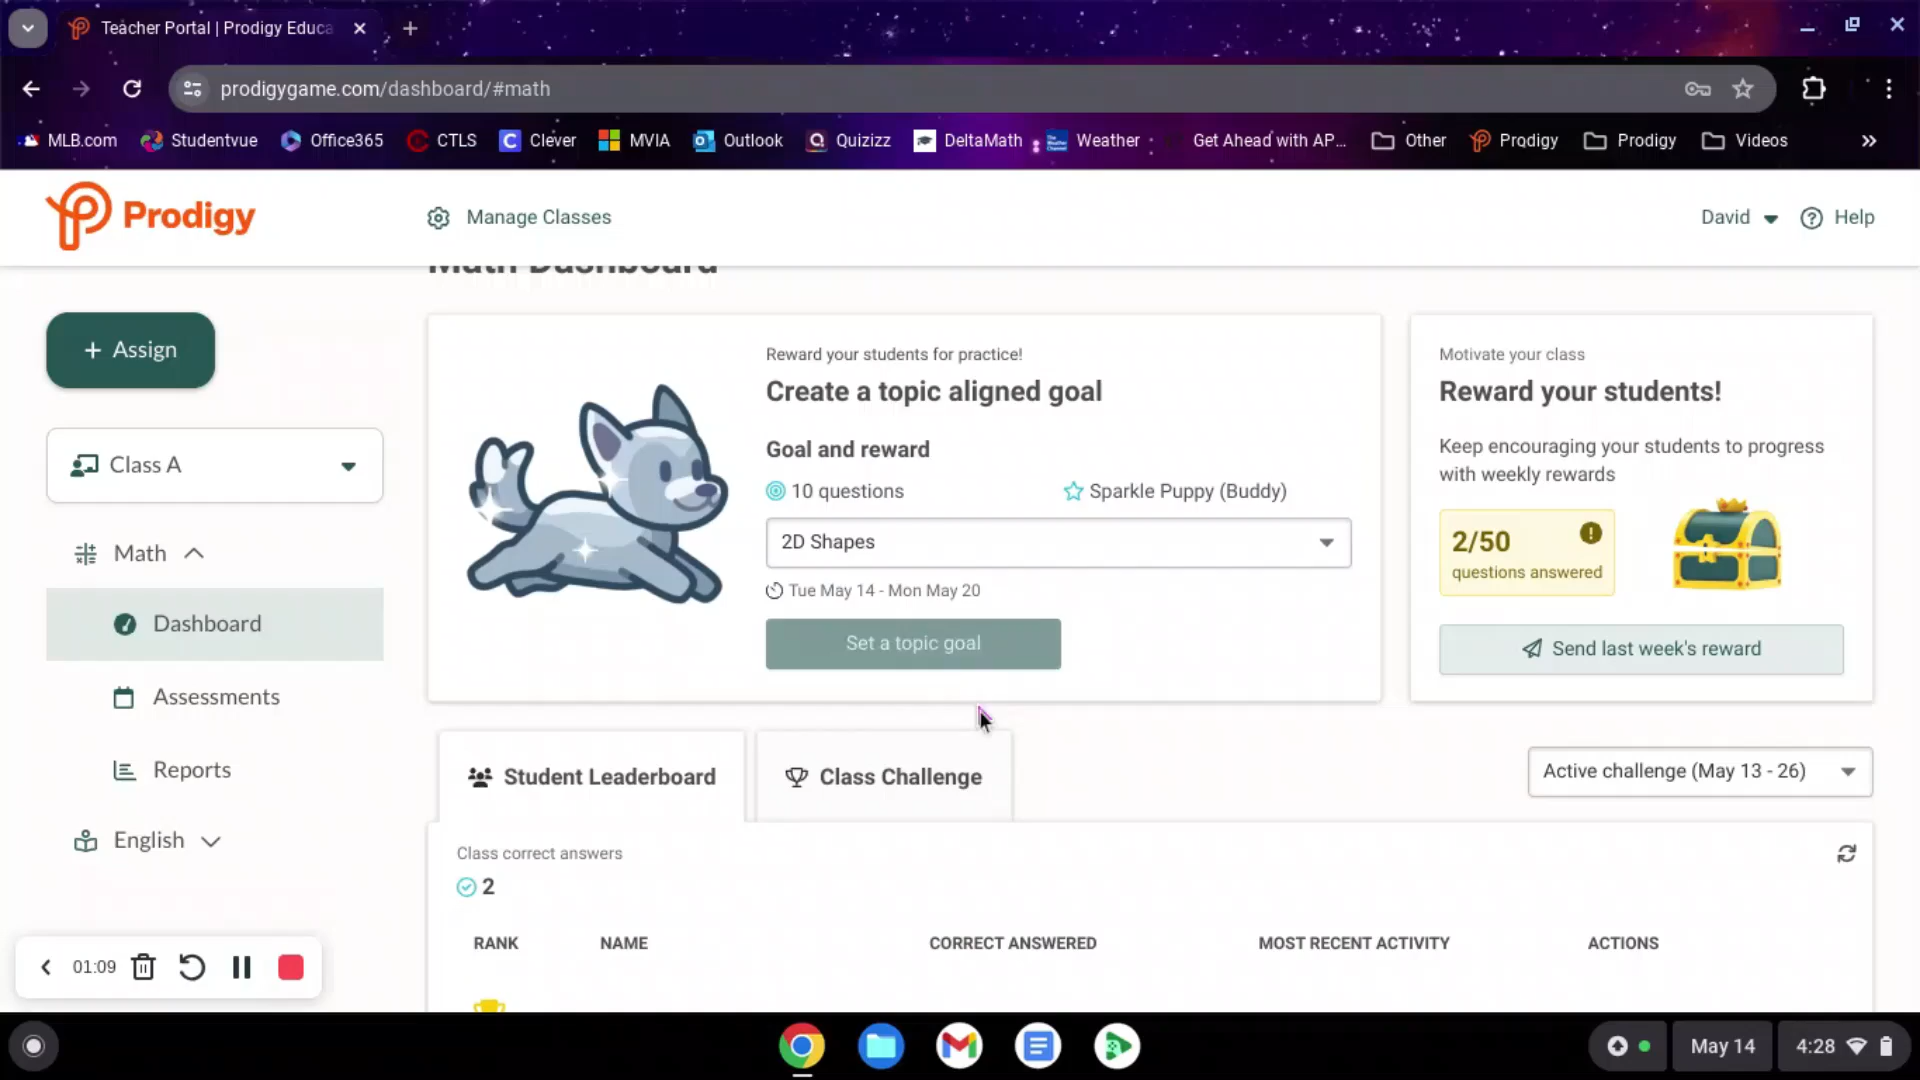 Teacher Portal | Prodigy Educa
prodigygame.com/dashboard/#math
MLB.com Studentvue Office365 CTLS Clever MVIA Outlook Quizizz DeltaMath Weather Get Ahead with AP... Other Prodigy Prodigy Videos
Prodigy
Manage Classes
David
Help
Math Dashboard
+ Assign
Class A
Math
Dashboard
Assessments
Reports
English
Reward your students for practice!
Create a topic aligned goal
Goal and reward
10 questions
Sparkle Puppy (Buddy)
2D Shapes
Tue May 14 - Mon May 20
Set a topic goal
Motivate your class
Reward your students!
Keep encouraging your students to progress
with weekly rewards
2/50
questions answered
Send last week's reward
Student Leaderboard
Class Challenge
Active challenge (May 13 - 26)
Class correct answers
2
RANK NAME CORRECT ANSWERED MOST RECENT ACTIVITY ACTIONS
01:09
May 14
4:28